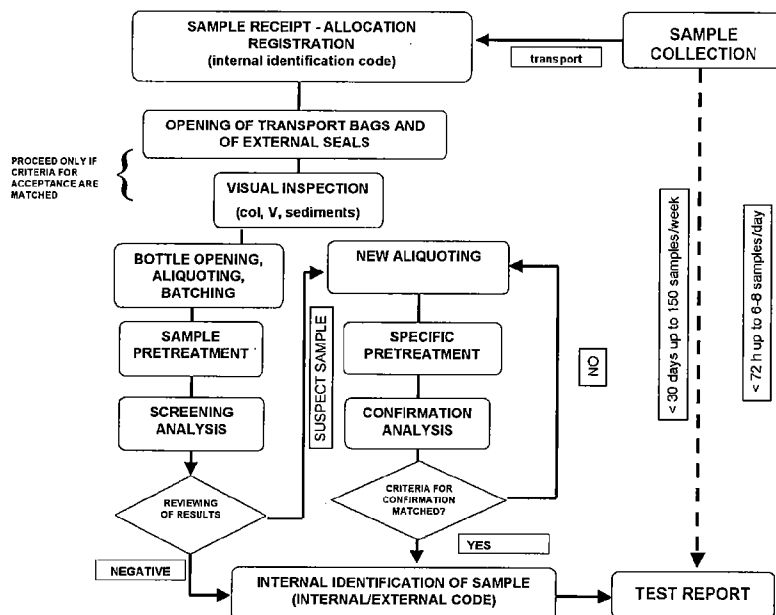 SAMPLE RECEIPT - ALLOCATION
REGISTRATION
(internal identification code)
transport
SAMPLE
COLLECTION
OPENING OF TRANSPORT BAGS AND
OF EXTERNAL SEALS
PROCEED ONLY IF
CRITERIA FOR
ACCEPTANCE ARE
MATCHED
VISUAL INSPECTION
(col, V, sediments)
BOTTLE OPENING,
ALIQUOTING,
BATCHING
NEW ALIQUOTING
SAMPLE
PRETREATMENT
SUSPECT SAMPLE
SPECIFIC
PRETREATMENT
NO
< 30 days up to 150 samples/week
< 72 h up to 6-8 samples/day
SCREENING
ANALYSIS
CONFIRMATION
ANALYSIS
REVIEWING
OF RESULTS
CRITERIA FOR
CONFIRMATION
MATCHED?
NEGATIVE
YES
INTERNAL IDENTIFICATION OF SAMPLE
(INTERNAL/EXTERNAL CODE)
TEST REPORT